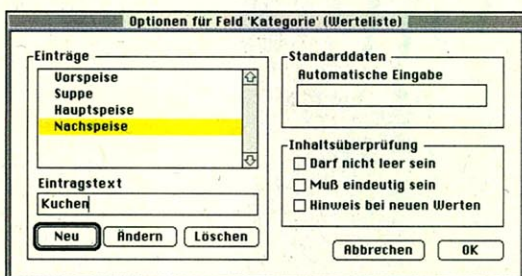 Optionen für Feld 'Kategorie' (Werteliste)
Einträge
Vorspeise
Suppe
Hauptspeise
Nachspeise
Eintragstext
Kuchen
Neu
Ändern
Löschen
Standarddaten
Automatische Eingabe
Inhaltsüberprüfung
Darf nicht leer sein
Muß eindeutig sein
Hinweis bei neuen Werten
Abbrechen
OK